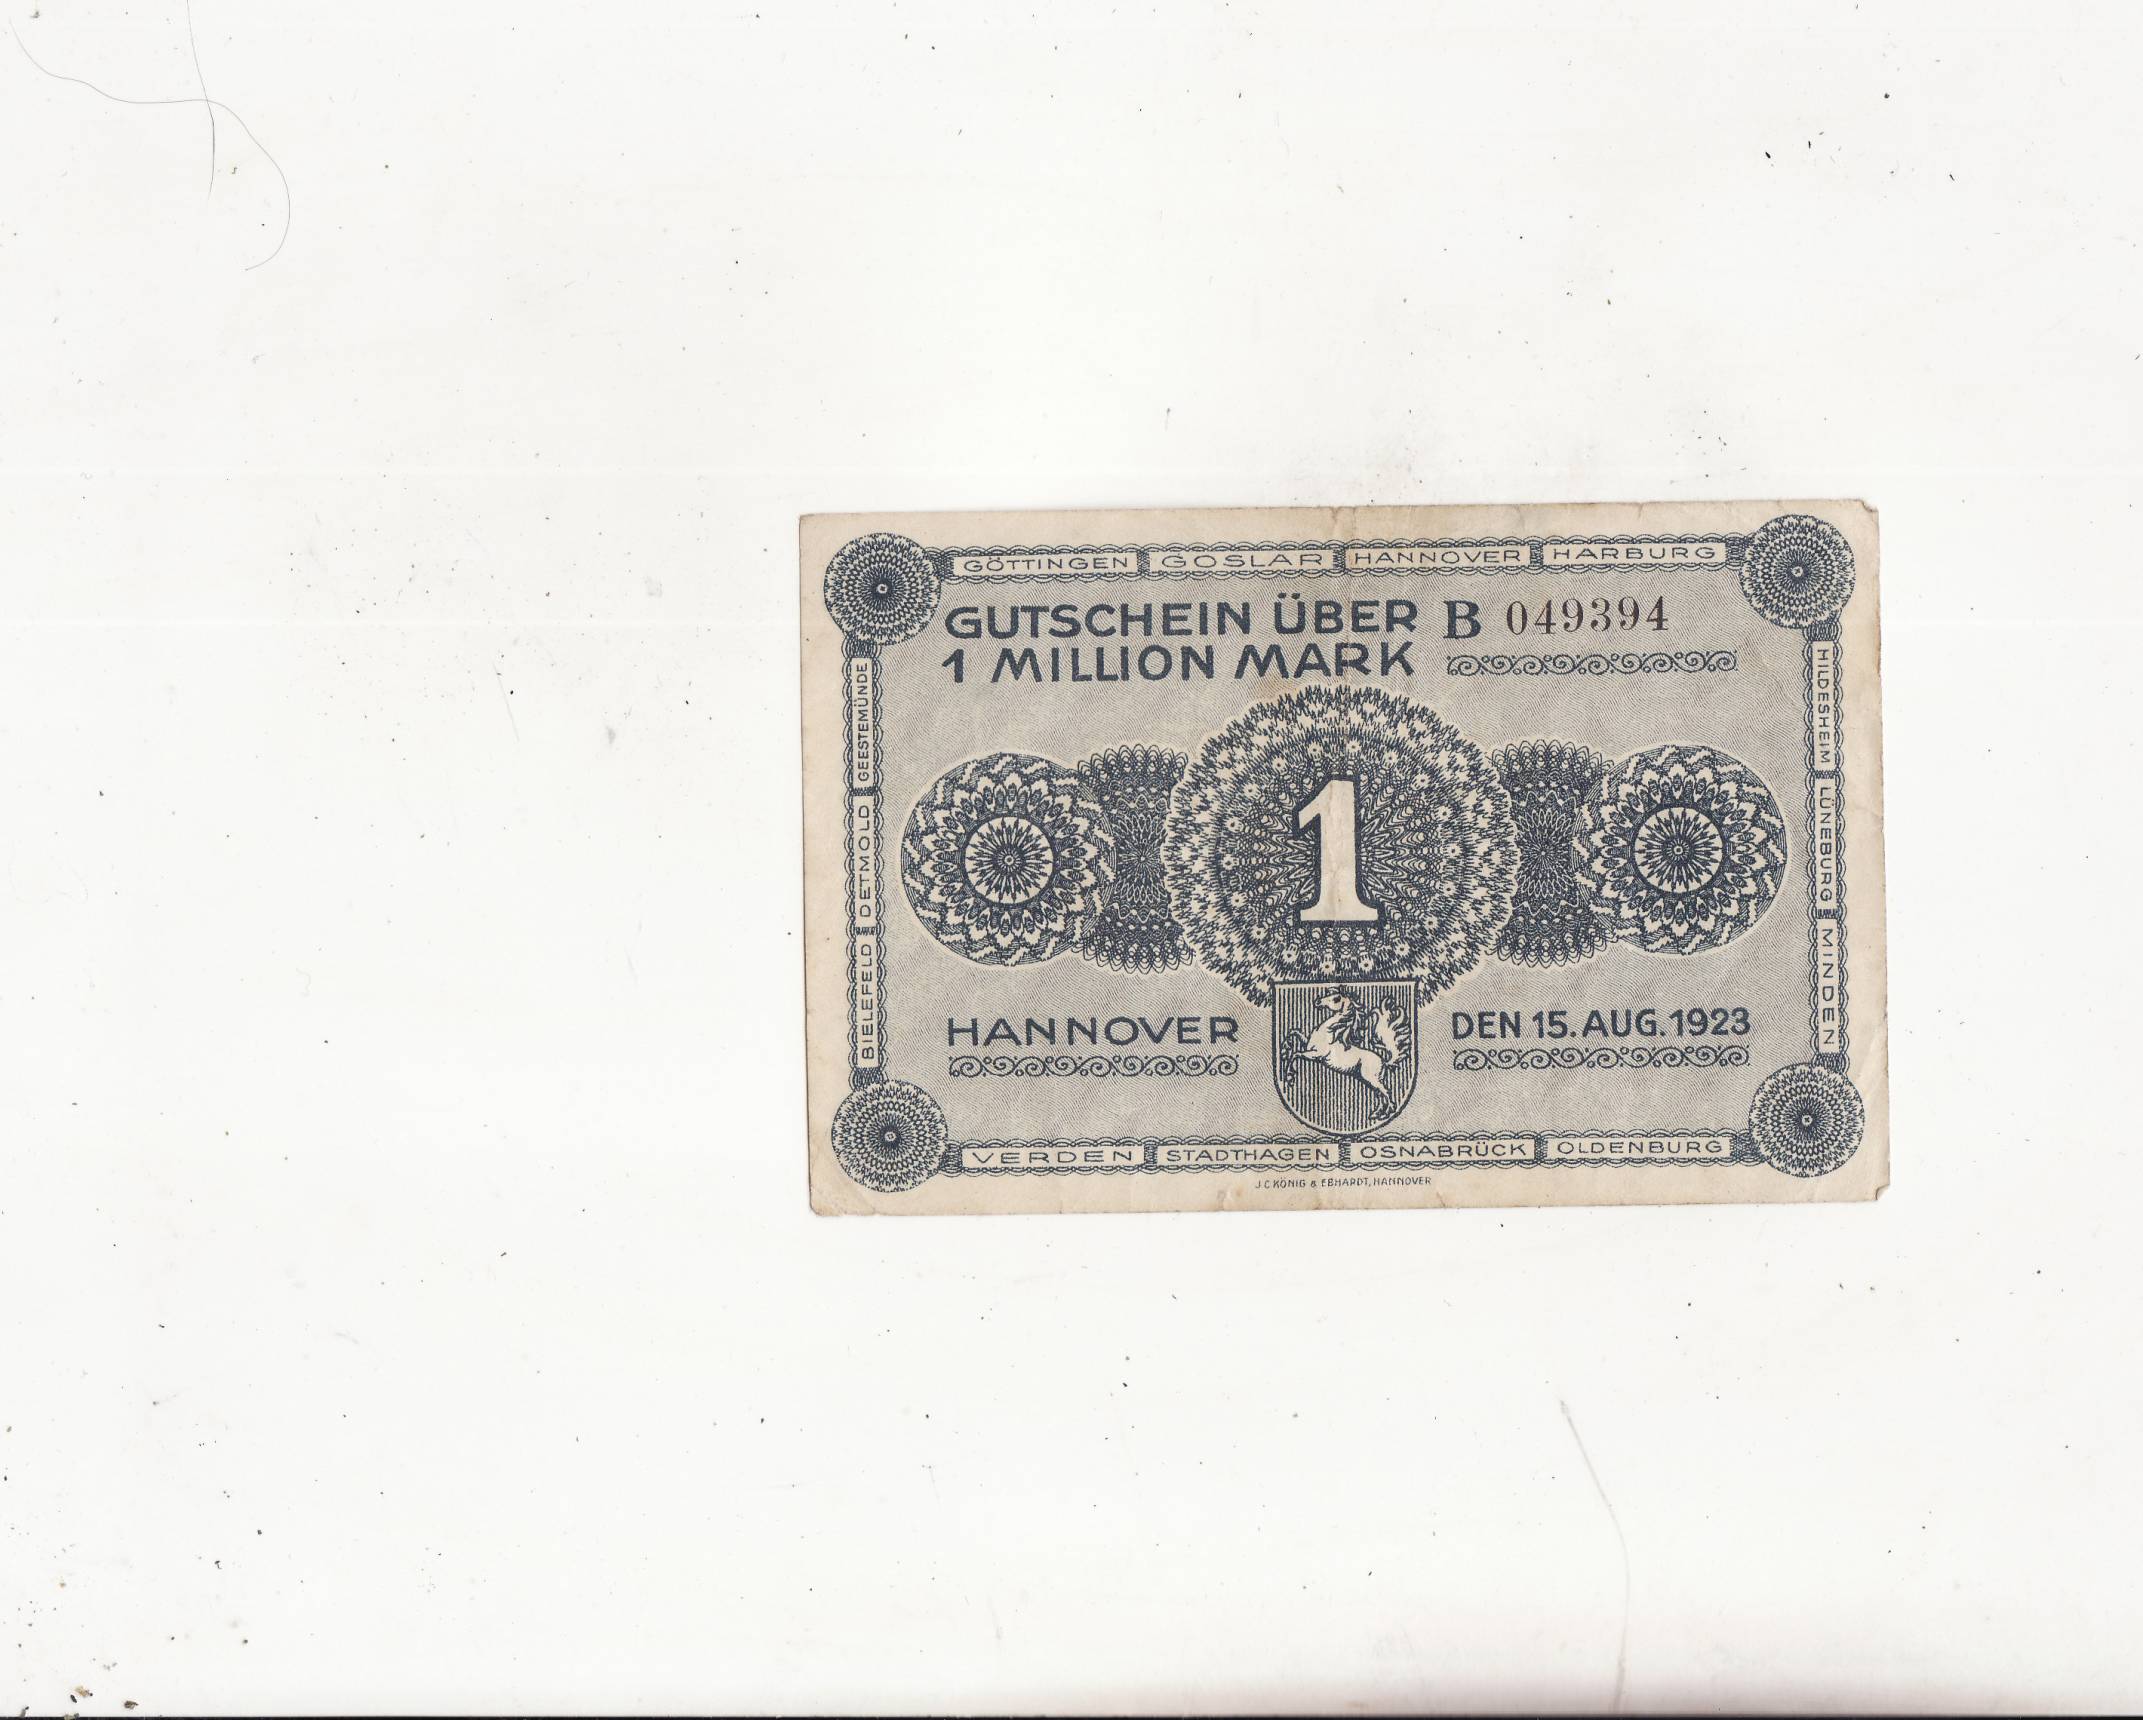 GÖTTINGEN GOSLAR HANNOVER HARBURG
GUTSCHEIN ÜBER B 049394
1 MILLION MARK
BIELEFELD DETMOLD GEESTEMÜNDE
HILDESHEIM LÜNEBURG MINDEN
1
HANNOVER DEN 15. AUG. 1923
VERDEN STADTHAGEN OSNABRÜCK OLDENBURG
J.C.KÖNIG & EBHARDT, HANNOVER